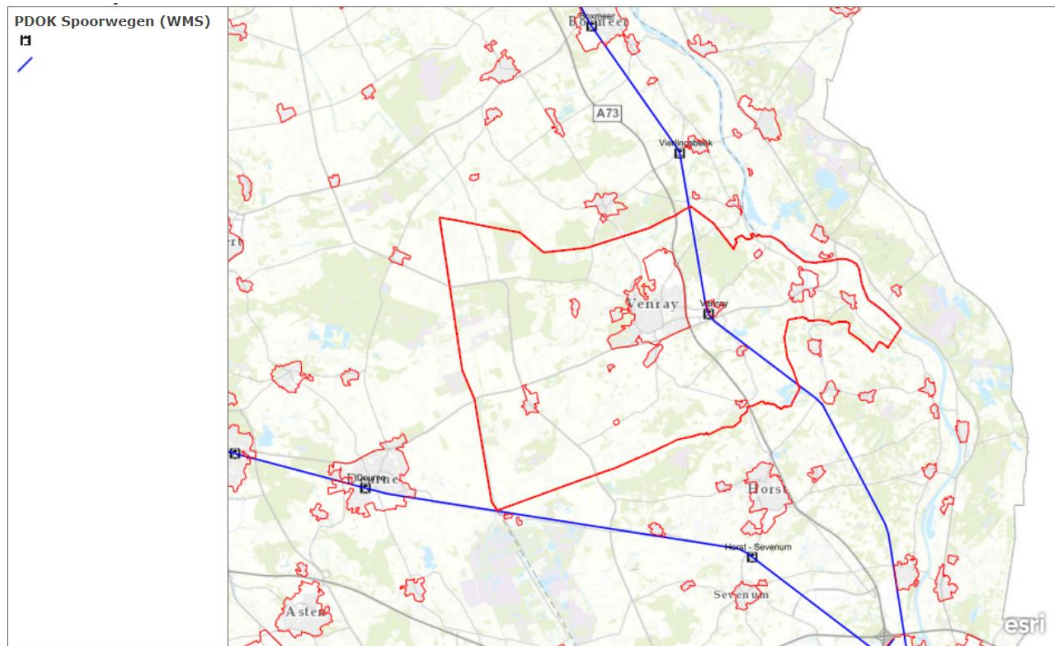 PDOK Spoorwegen (WMS)
Boxmeer
A73
Vierlingsbeek
Venray
Venray
Deurne
Horst
Horst - Sevenum
Sevenum
Asten
esri